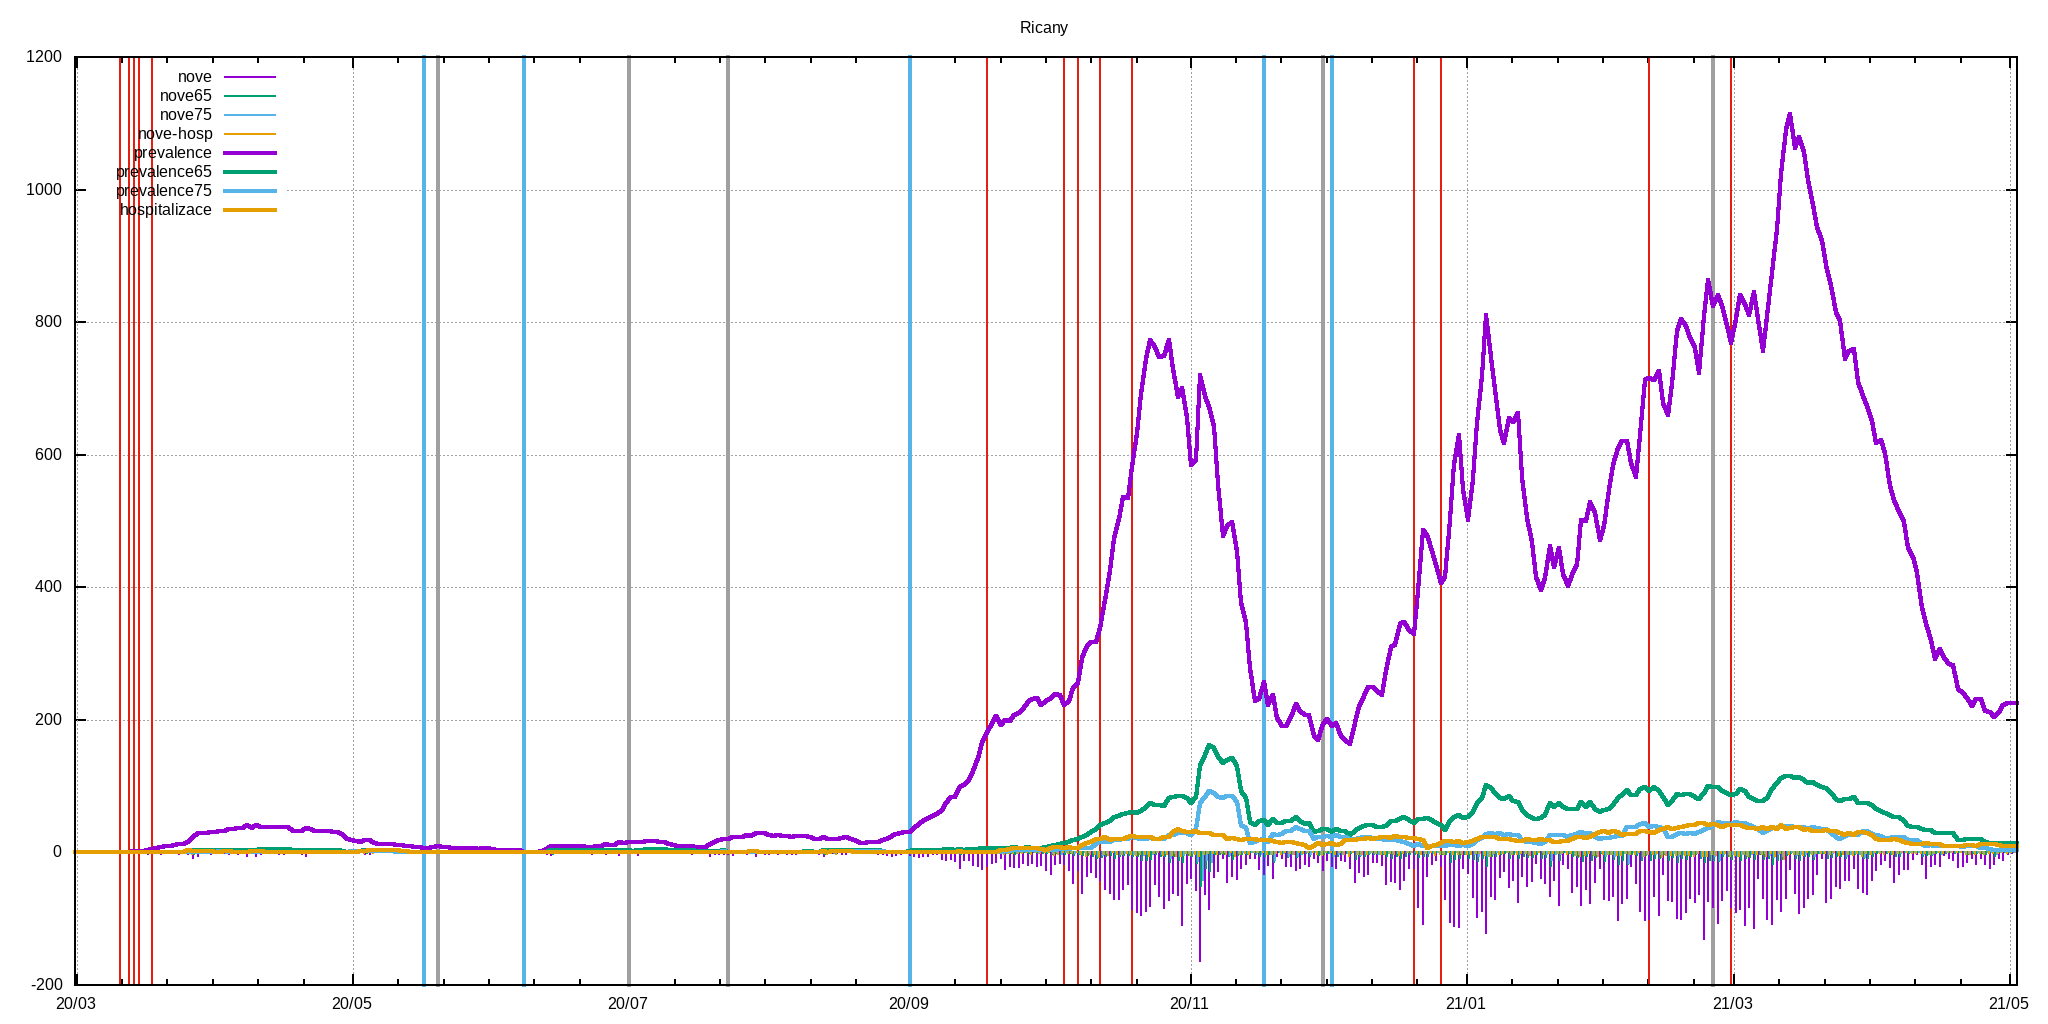 Ricany
1200
1000
800
600
400
200
0
-200
nove
nove65
nove75
nove-hosp
prevalence
prevalence65
prevalence75
hospitalizace
20/03 20/05 20/07 20/09 20/11 21/01 21/03 21/05